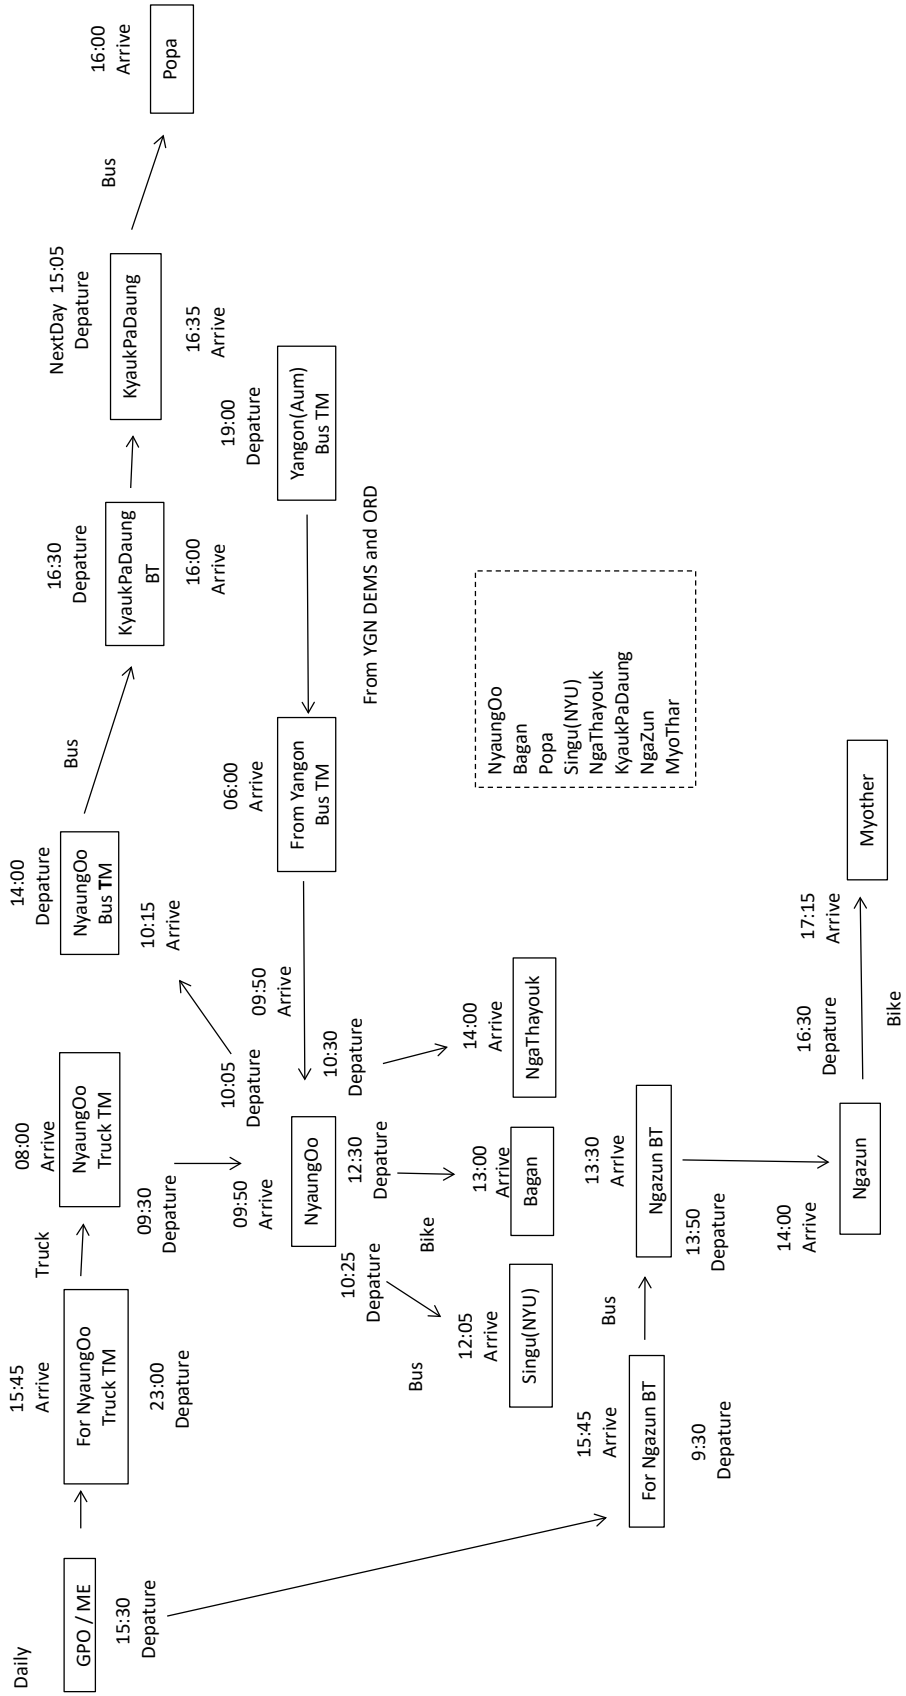 Daily
GPO / ME
15:30
Depature
15:45
Arrive
For NyaungOo
Truck TM
23:00
Depature
Truck
08:00
Arrive
NyaungOo
Truck TM
09:30
Depature
09:50
Arrive
14:00
Depature
NyaungOo
Bus TM
10:15
Arrive
10:05
Depature
Bus
16:30
Depature
KyaukPaDaung
BT
16:00
Arrive
NextDay 15:05
Depature
KyaukPaDaung
16:35
Arrive
Bus
16:00
Arrive
Popa
19:00
Depature
Yangon(Aum)
Bus TM
From YGN DEMS and ORD
06:00
Arrive
From Yangon
Bus TM
09:50
Arrive
NyaungOo
10:25
Depature
Bus
12:05
Arrive
Singu(NYU)
12:30
Depature
Bike
13:00
Arrive
Bagan
10:30
Depature
14:00
Arrive
NgaThayouk
NyaungOo
Bagan
Popa
Singu(NYU)
NgaThayouk
KyaukPaDaung
NgaZun
MyoThar
15:45
Arrive
For Ngazun BT
9:30
Depature
Bus
13:30
Arrive
Ngazun BT
13:50
Depature
14:00
Arrive
Ngazun
16:30
Depature
Bike
17:15
Arrive
Myother